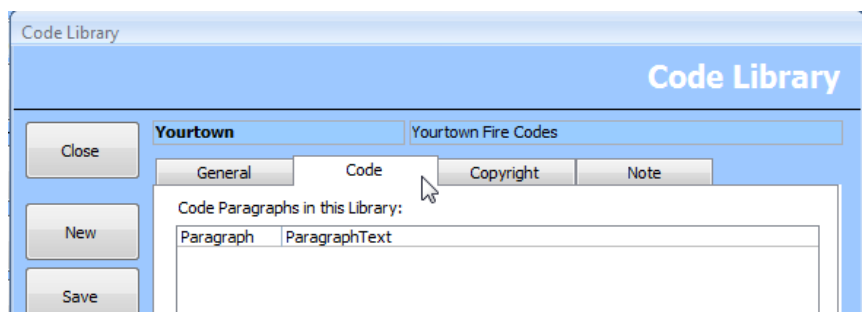 Code Library
Code Library
Close
Yourtown Yourtown Fire Codes
General Code Copyright Note
Code Paragraphs in this Library:
New
Paragraph ParagraphText
Save